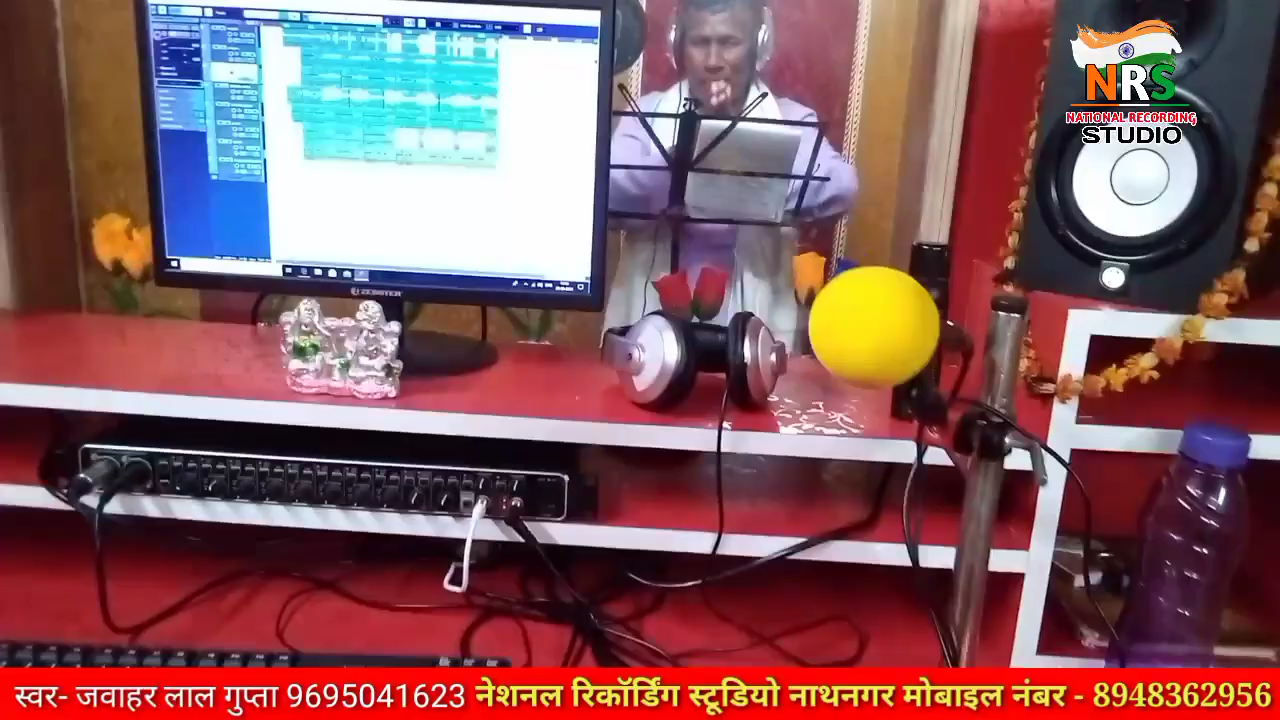 NRS
NATIONAL RECORDING
STUDIO
स्वर- जवाहर लाल गुप्ता 9695041623 नेशनल रिकॉर्डिंग स्टूडियो नाथनगर मोबाइल नंबर - 8948362956